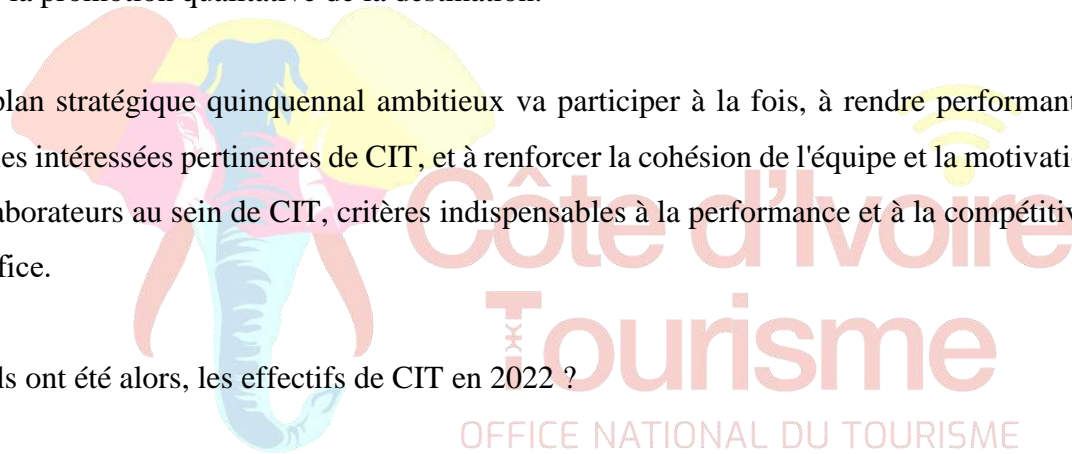 la promotion qualitative de la destination.
plan stratégique quinquennal ambitieux va participer à la fois, à rendre performant
es intéressées pertinentes de CIT, et à renforcer la cohésion de l'équipe et la motivati
aborateurs au sein de CIT, critères indispensables à la performance et à la compétitiv
fice.
Côte d'Ivoire
Tourisme
ls ont été alors, les effectifs de CIT en 2022 ?
OFFICE NATIONAL DU TOURISME